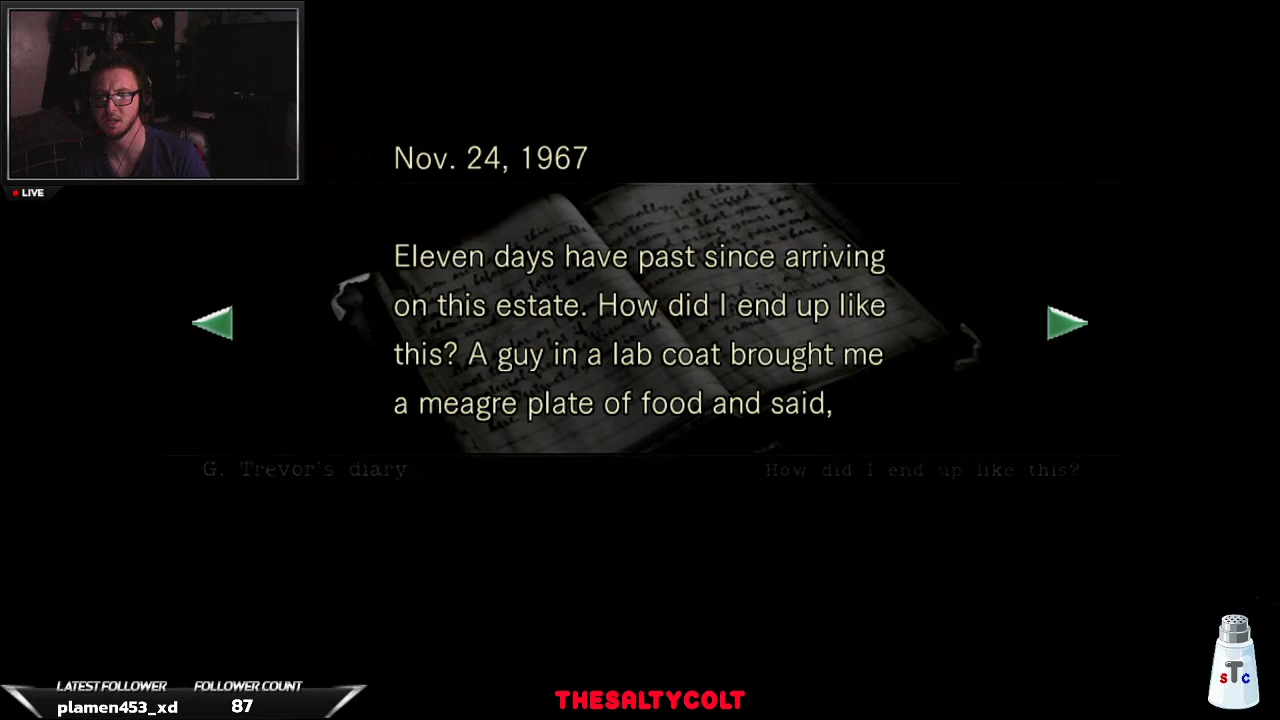 LIVE
Nov. 24, 1967
Eleven days have past since arriving
on this estate. How did I end up like
this? A guy in a lab coat brought me
a meagre plate of food and said,
G. Trevor's diary
How did I end up like this?
LATEST FOLLOWER
plamen453_xd
FOLLOWER COUNT
87
THESALTYCOLT
S T C